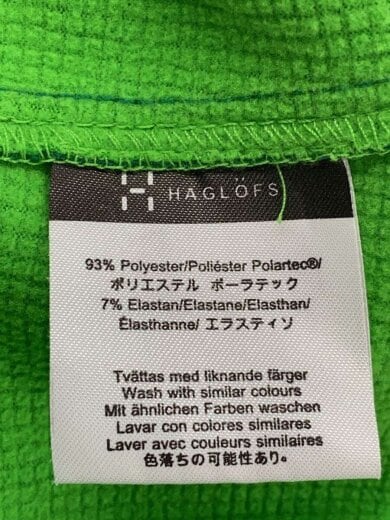 HAGLÖFS
93% Polyester/Poliéster Polartec®/
ポリエステル ポーラテック
7% Elastan/Elastane/Elasthan/
Élasthanne/ エラスティソ
Tvättas med liknande färger
Wash with similar colours
Mit ähnlichen Farben waschen
Lavar con colores similares
Laver avec couleurs similaires
色落ちの可能性あり。